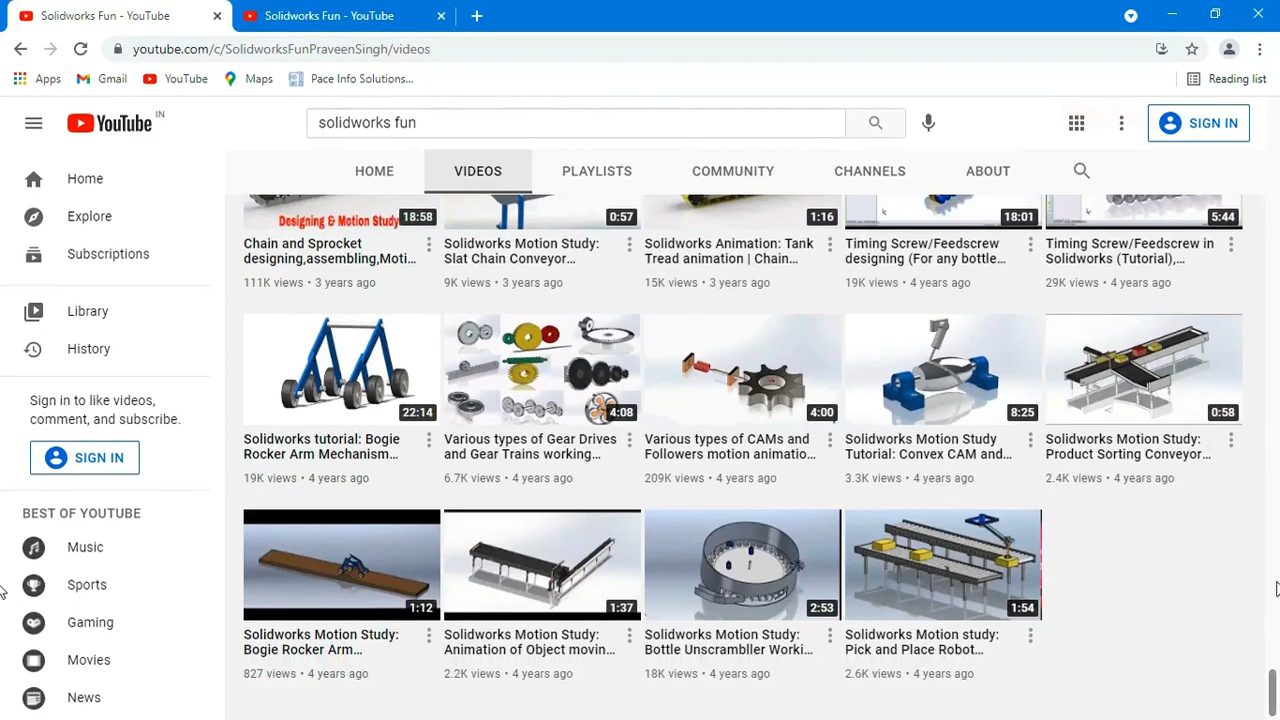 Solidworks Fun - YouTube
Solidworks Fun - YouTube
youtube.com/c/SolidworksFunPraveenSingh/videos
Apps Gmail YouTube Maps Pace Info Solutions... Reading list
YouTube IN
solidworks fun
SIGN IN
HOME VIDEOS PLAYLISTS COMMUNITY CHANNELS ABOUT
Home
Explore
Subscriptions
Library
History
Sign in to like videos,
comment, and subscribe.
SIGN IN
BEST OF YOUTUBE
Music
Sports
Gaming
Movies
News
Designing & Motion Study
18:58
Chain and Sprocket
designing,assembling,Moti...
111K views • 3 years ago
0:57
Solidworks Motion Study:
Slat Chain Conveyor...
9K views • 3 years ago
1:16
Solidworks Animation: Tank
Tread animation | Chain...
15K views • 3 years ago
18:01
Timing Screw/Feedscrew
designing (For any bottle...
19K views • 4 years ago
5:44
Timing Screw/Feedscrew in
Solidworks (Tutorial),...
29K views • 4 years ago
22:14
Solidworks tutorial: Bogie
Rocker Arm Mechanism...
19K views • 4 years ago
4:08
Various types of Gear Drives
and Gear Trains working...
6.7K views • 4 years ago
4:00
Various types of CAMs and
Followers motion animatio...
209K views • 4 years ago
8:25
Solidworks Motion Study
Tutorial: Convex CAM and...
3.3K views • 4 years ago
0:58
Solidworks Motion Study:
Product Sorting Conveyor...
2.4K views • 4 years ago
1:12
Solidworks Motion Study:
Bogie Rocker Arm...
827 views • 4 years ago
1:37
Solidworks Motion Study:
Animation of Object movin...
2.2K views • 4 years ago
2:53
Solidworks Motion Study:
Bottle Unscrambller Worki...
18K views • 4 years ago
1:54
Solidworks Motion study:
Pick and Place Robot...
2.6K views • 4 years ago